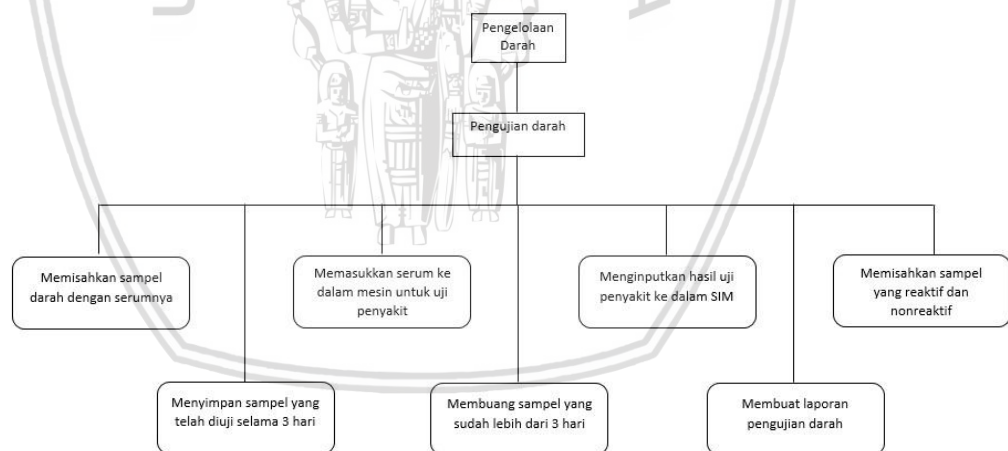 Pengelolaan
Darah
Pengujian darah
Memisahkan sampel
darah dengan serumnya
Memasukkan serum ke
dalam mesin untuk uji
penyakit
Menginputkan hasil uji
penyakit ke dalam SIM
Memisahkan sampel
yang reaktif dan
nonreaktif
Menyimpan sampel yang
telah diuji selama 3 hari
Membuang sampel yang
sudah lebih dari 3 hari
Membuat laporan
pengujian darah